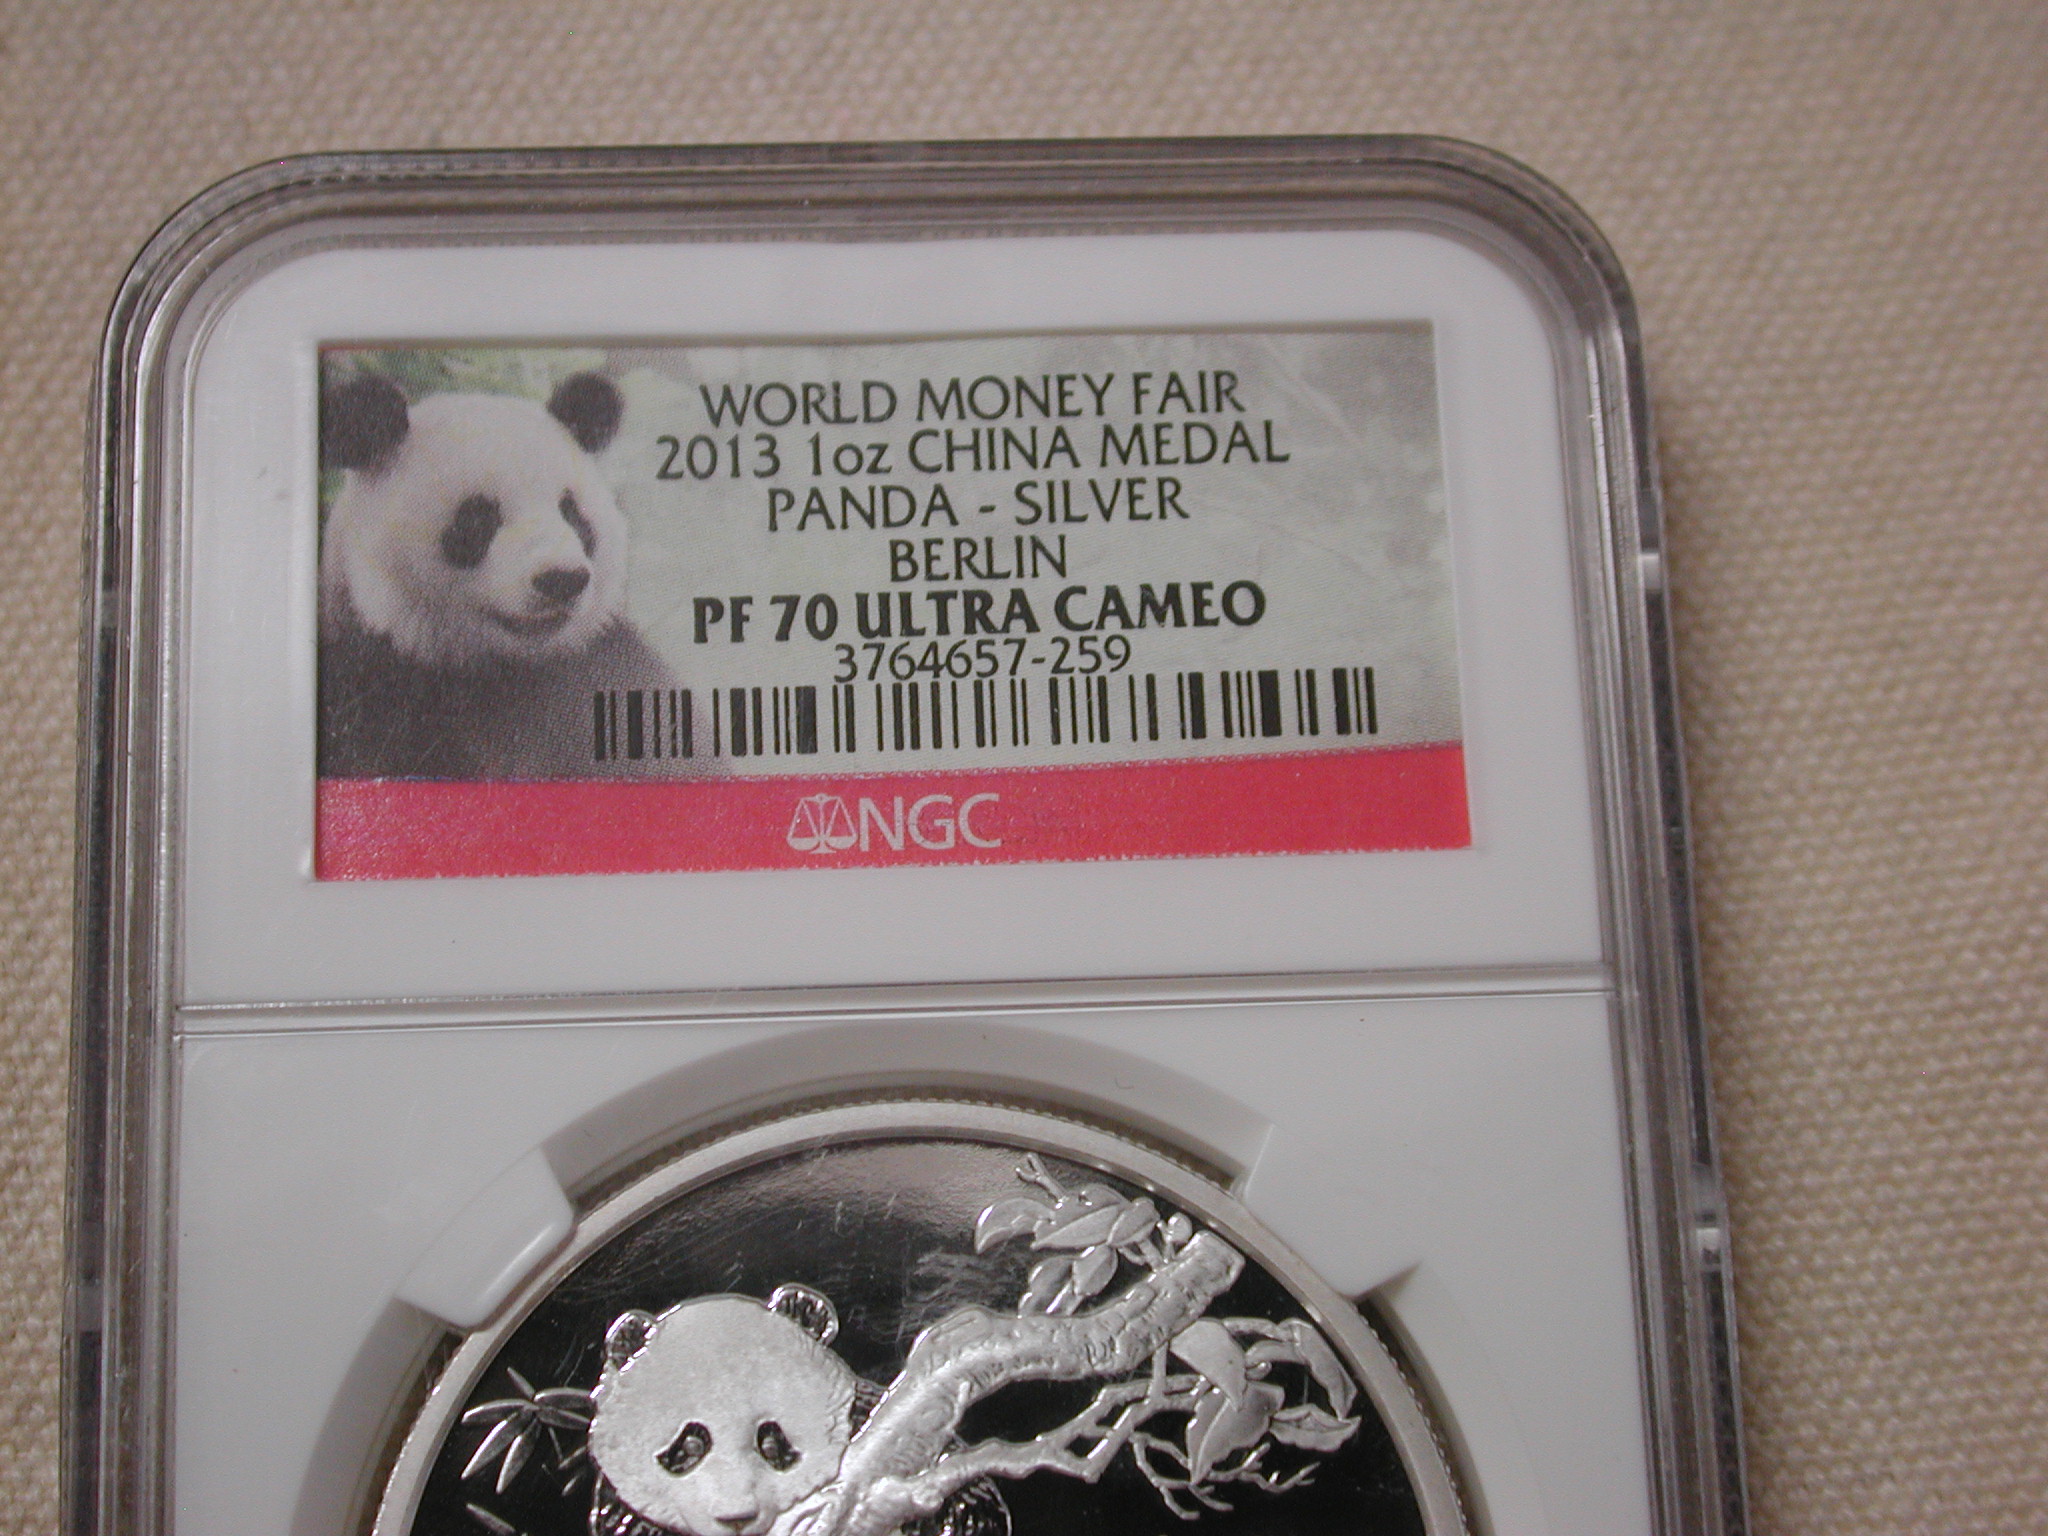 WORLD MONEY FAIR
2013 1oz CHINA MEDAL
PANDA - SILVER
BERLIN
PF 70 ULTRA CAMEO
3764657-259
NGC